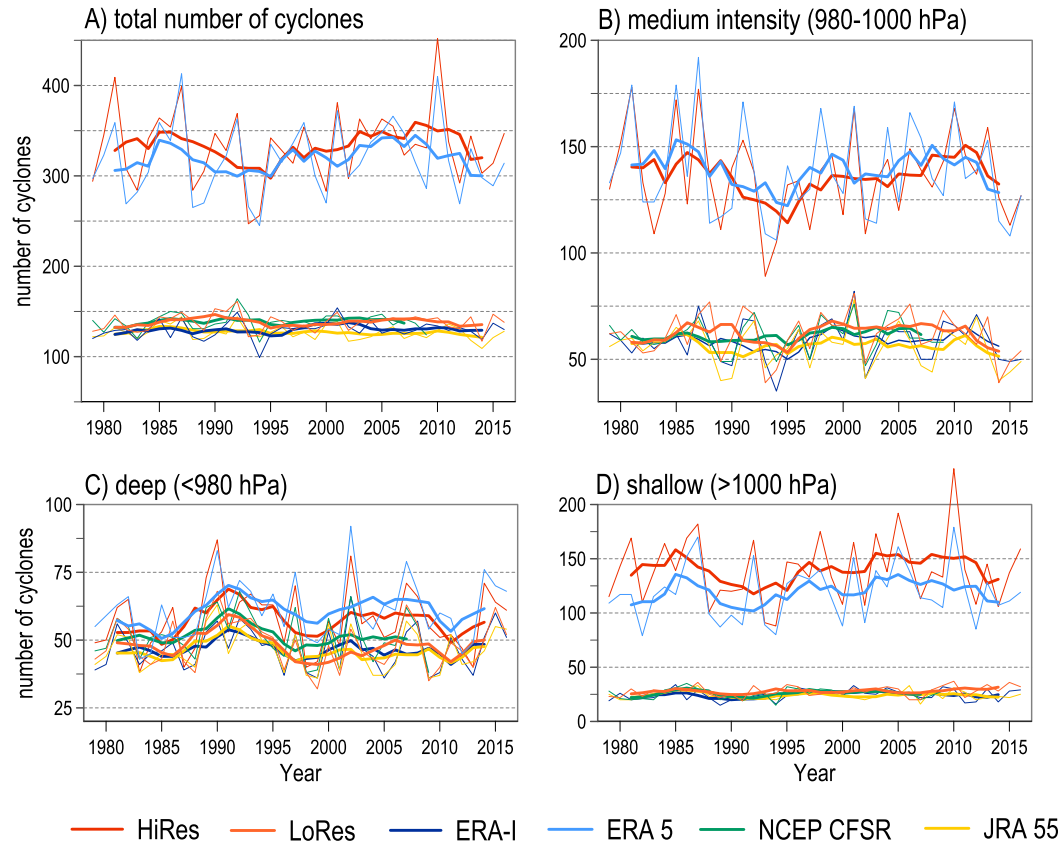 A) total number of cyclones
B) medium intensity (980-1000 hPa)
number of cyclones
400
300
200
100
200
150
100
50
1980 1985 1990 1995 2000 2005 2010 2015
1980 1985 1990 1995 2000 2005 2010 2015
C) deep (<980 hPa)
D) shallow (>1000 hPa)
number of cyclones
100
75
50
25
200
150
100
50
0
1980 1985 1990 1995 2000 2005 2010 2015
1980 1985 1990 1995 2000 2005 2010 2015
Year
Year
HiRes LoRes ERA-I ERA 5 NCEP CFSR JRA 55